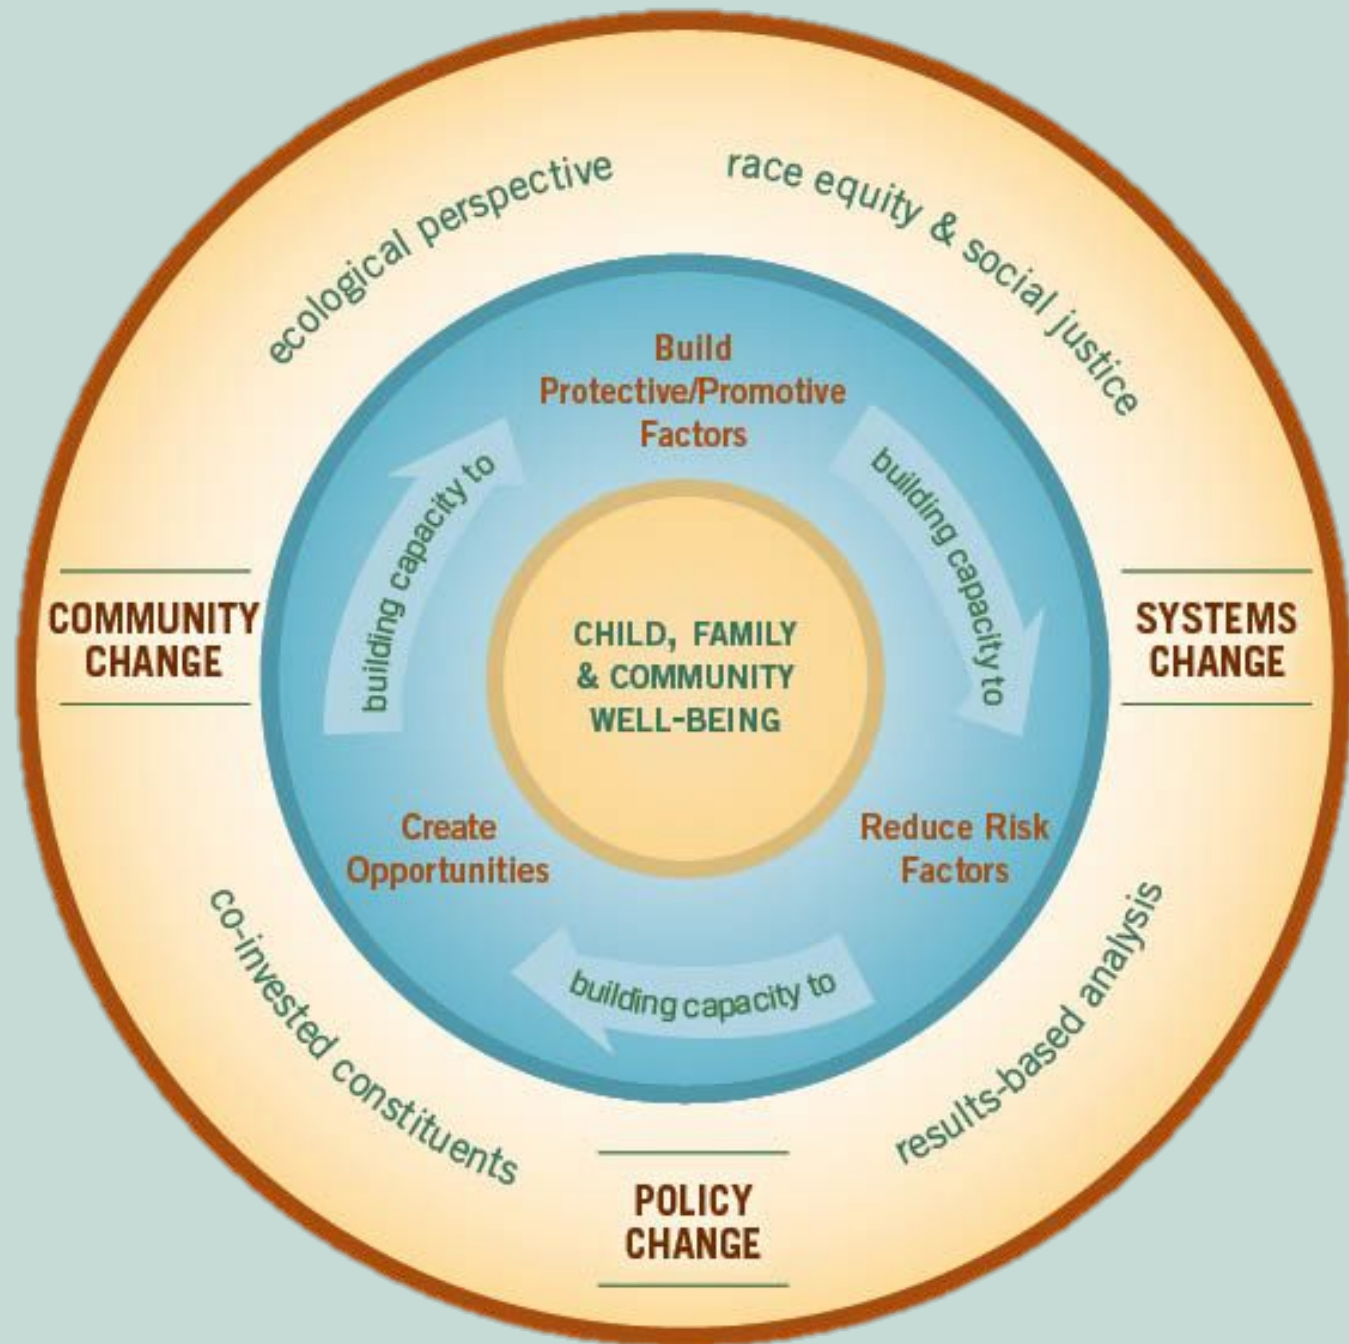 ecological perspective
race equity & social justice
Build
Protective/Promotive
Factors
building capacity to
building capacity to
COMMUNITY
CHANGE
CHILD, FAMILY
& COMMUNITY
WELL-BEING
SYSTEMS
CHANGE
Create
Opportunities
Reduce Risk
Factors
building capacity to
co-invested constituents
results-based analysis
POLICY
CHANGE